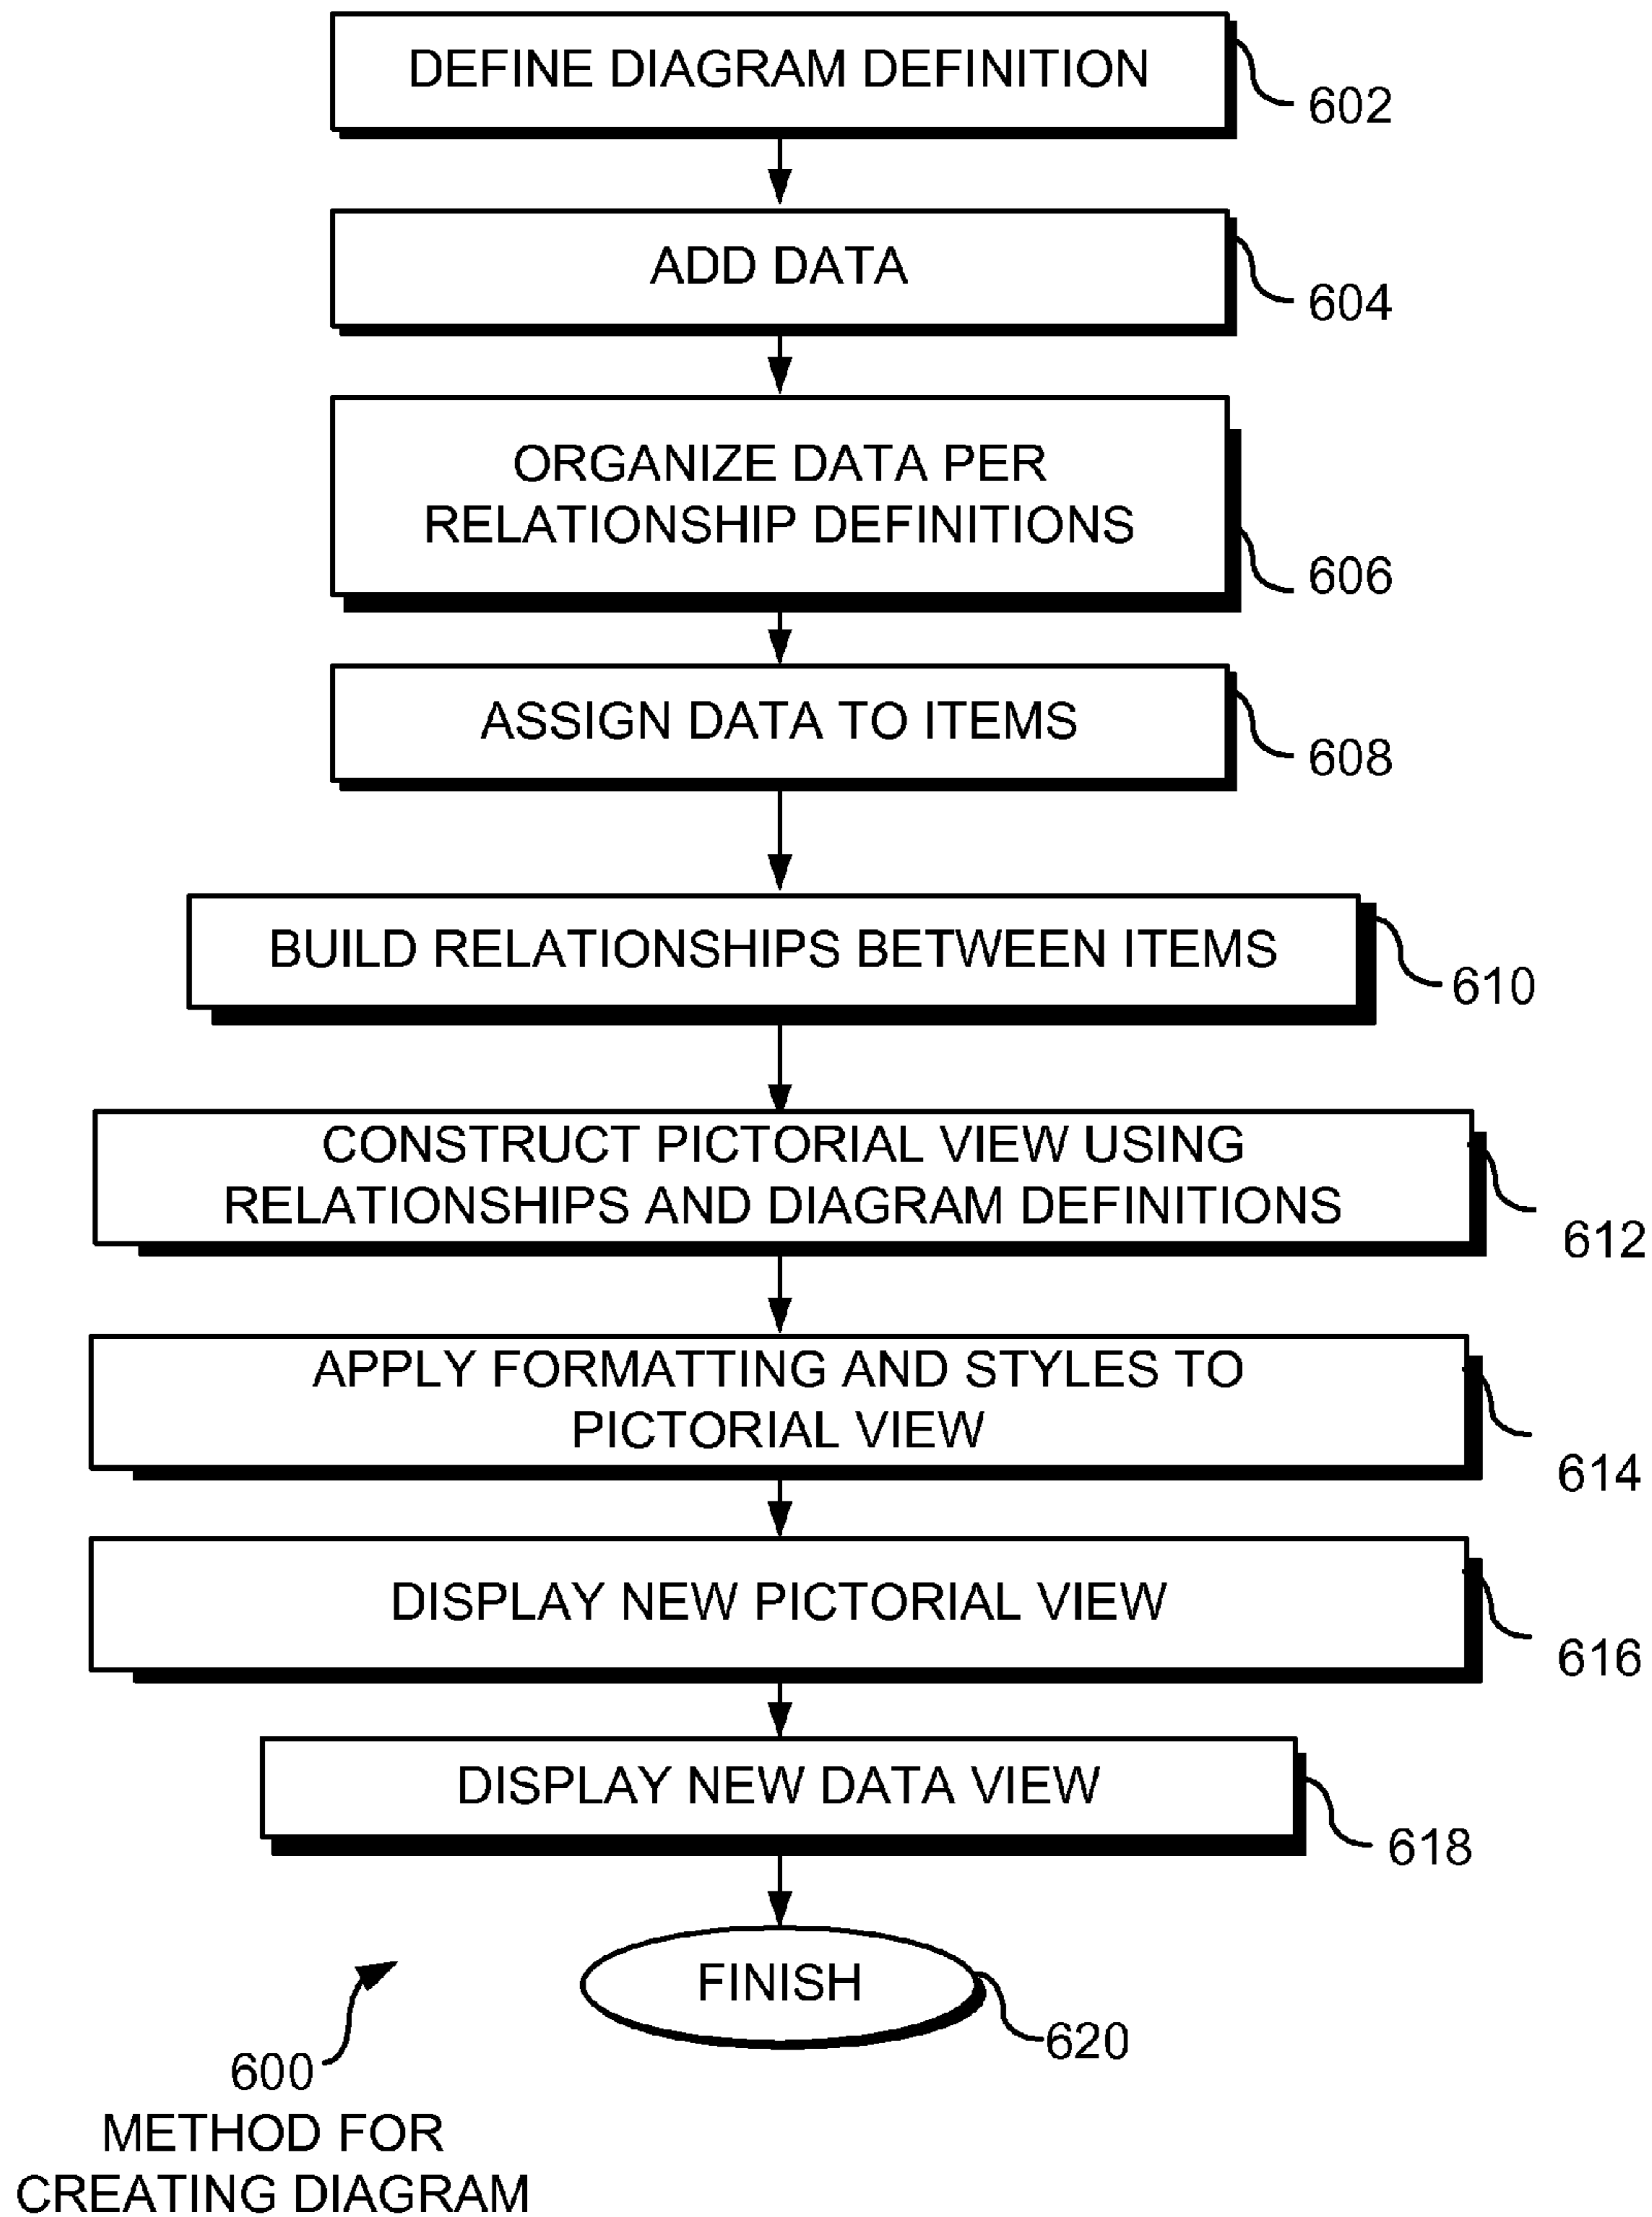 DEFINE DIAGRAM DEFINITION
602
ADD DATA
604
ORGANIZE DATA PER
RELATIONSHIP DEFINITIONS
606
ASSIGN DATA TO ITEMS
608
BUILD RELATIONSHIPS BETWEEN ITEMS
610
CONSTRUCT PICTORIAL VIEW USING
RELATIONSHIPS AND DIAGRAM DEFINITIONS
612
APPLY FORMATTING AND STYLES TO
PICTORIAL VIEW
614
DISPLAY NEW PICTORIAL VIEW
616
DISPLAY NEW DATA VIEW
618
FINISH
620
600
METHOD FOR
CREATING DIAGRAM